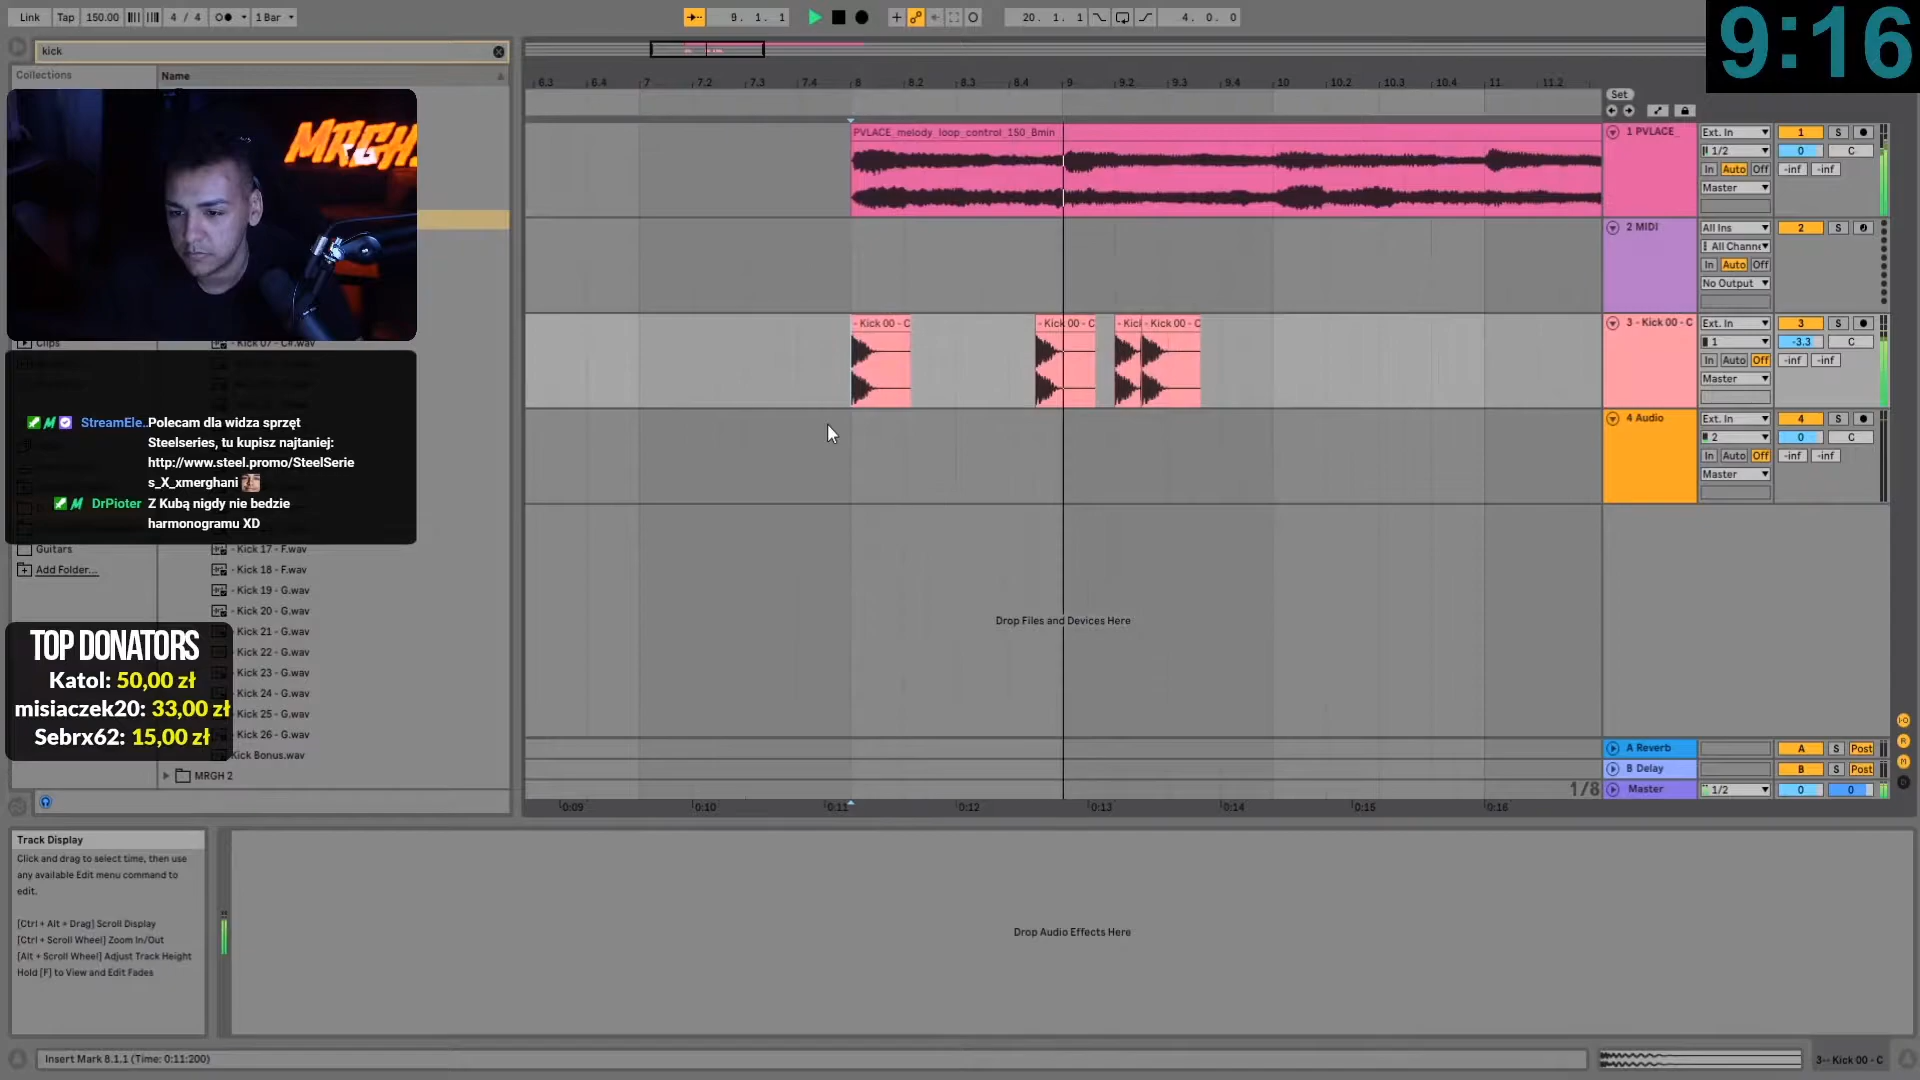 Link Tap 150.00 4 / 4 1 Bar 9. 1. 1 20. 1. 1 4. 0. 0
9:16
kick
Collections Name
6.3 6.4 7 7.2 7.3 7.4 8 8.2 8.3 8.4 9 9.2 9.3 9.4 10 10.2 10.3 10.4 11 11.2
Set
MRGH.
PVLACE_melody_loop_control_150_Bmin
1 PVLACE_ Ext. In 1 S
1/2 0 C
In Auto Off -inf -inf
Master
2 MIDI All Ins 2 S
All Channe
In Auto Off
No Output
- Kick 00 - C - Kick 00 - C - Kick - Kick 00 - C
3 - Kick 00 - C Ext. In 3 S
1 -3.3 C
In Auto Off -inf -inf
Master
4 Audio Ext. In 4 S
2 0 C
In Auto Off -inf -inf
Master
Clips
- Kick 07 - C#.wav
StreamEle.. Polecam dla widza sprzęt
Steelseries, tu kupisz najtaniej:
http://www.steel.promo/SteelSerie
s_X_xmerghani
DrPioter Z Kubą nigdy nie bedzie
harmonogramu XD
Guitars
Add Folder...
- Kick 17 - F.wav
- Kick 18 - F.wav
- Kick 19 - G.wav
- Kick 20 - G.wav
- Kick 21 - G.wav
- Kick 22 - G.wav
- Kick 23 - G.wav
- Kick 24 - G.wav
- Kick 25 - G.wav
- Kick 26 - G.wav
Kick Bonus.wav
MRGH 2
TOP DONATORS
Katol: 50,00 zł
misiaczek20: 33,00 zł
Sebrx62: 15,00 zł
Drop Files and Devices Here
A Reverb A S Post
B Delay B S Post
1/8
Master 1/2 0 0
0:09 0:10 0:11 0:12 0:13 0:14 0:15 0:16
Track Display
Click and drag to select time, then use
any available Edit menu command to
edit.
[Ctrl + Alt + Drag] Scroll Display
[Ctrl + Scroll Wheel] Zoom In/Out
[Alt + Scroll Wheel] Adjust Track Height
Hold [F] to View and Edit Fades
Drop Audio Effects Here
Insert Mark 8.1.1 (Time: 0:11:200)
3-- Kick 00 - C